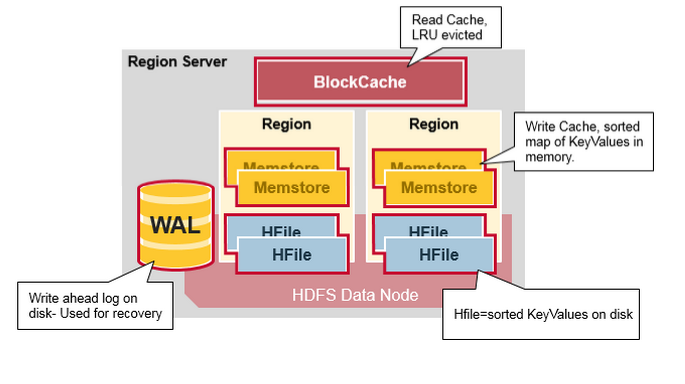 Read Cache,
LRU evicted
Region Server
BlockCache
Region
Region
Write Cache, sorted
map of KeyValues in
memory.
Memstore
Memstore
Memstore
Memstore
WAL
HFile
HFile
HFile
HFile
HDFS Data Node
Write ahead log on
disk- Used for recovery
Hfile=sorted KeyValues on disk